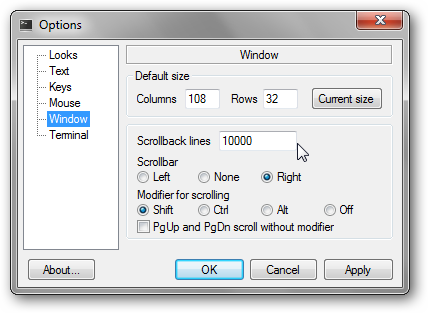 Options
Looks
Text
Keys
Mouse
Window
Terminal
Window
Default size
Columns 108 Rows 32 Current size
Scrollback lines 10000
Scrollbar
Left None Right
Modifier for scrolling
Shift Ctrl Alt Off
PgUp and PgDn scroll without modifier
About... OK Cancel Apply